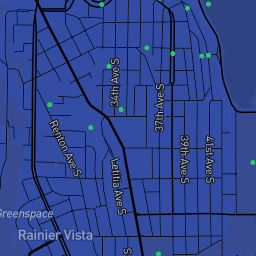 34th Ave S
37th Ave S
Renton Ave S
39th Ave S
41st Ave S
Letitia Ave S
Greenspace
Rainier Vista
S